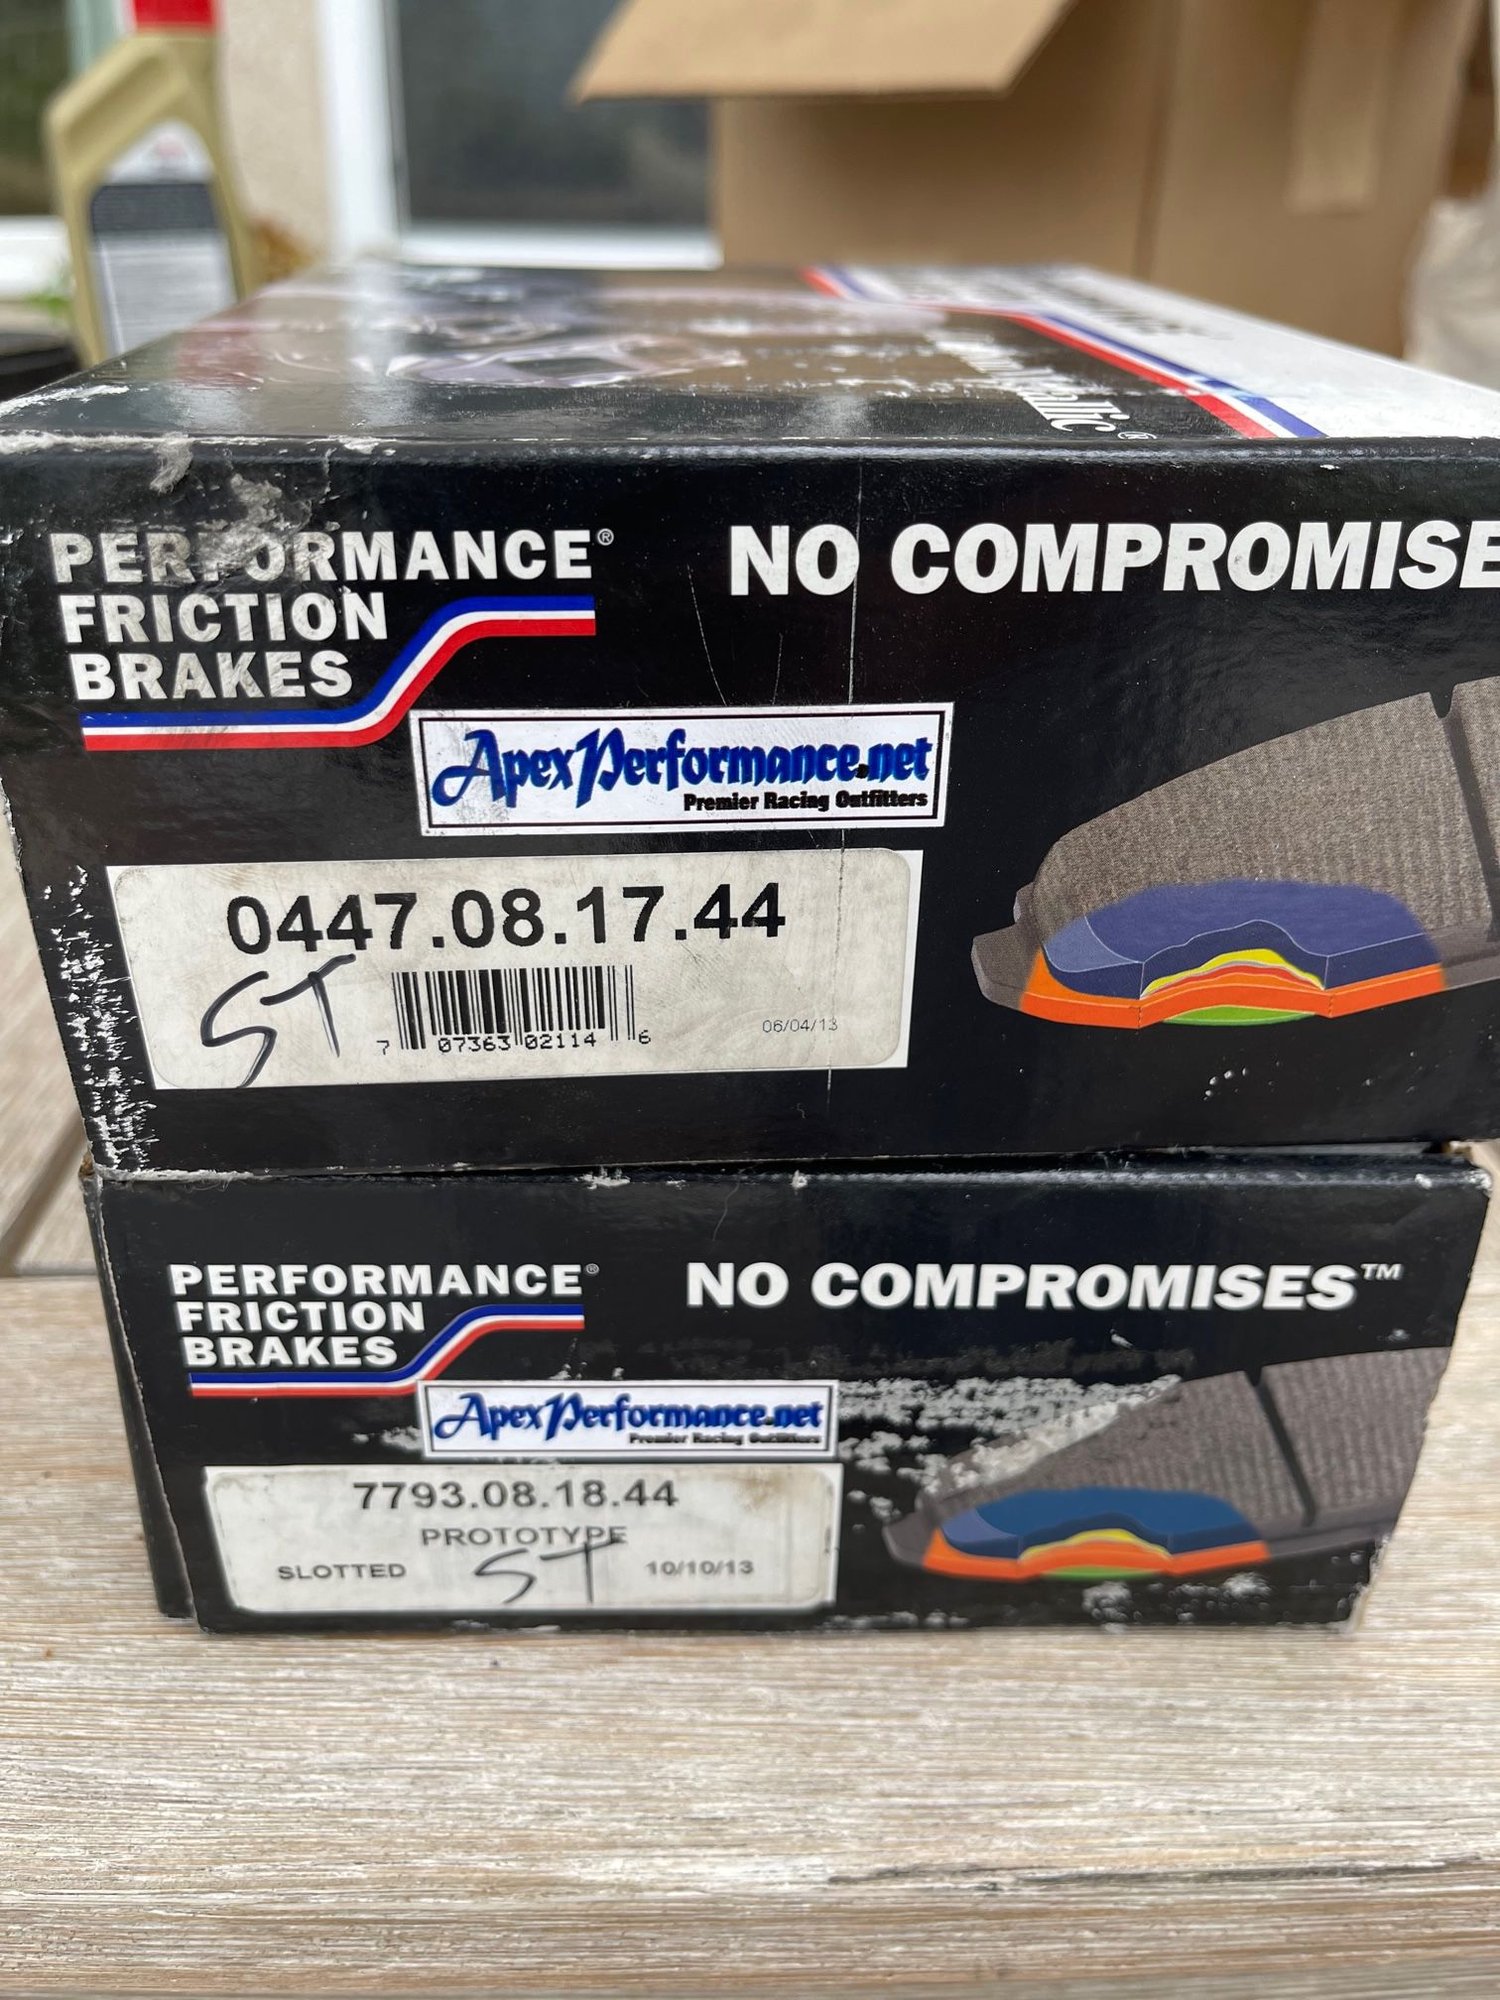 PERFORMANCE®
FRICTION
BRAKES
NO COMPROMISE
ApexPerformance.net
Premier Racing Outfitters
0447.08.17.44
ST
7 07363 02114 6
06/04/13
PERFORMANCE®
FRICTION
BRAKES
NO COMPROMISES™
ApexPerformance.net
Premier Racing Outfitters
7793.08.18.44
PROTOTYPE
SLOTTED ST 10/10/13